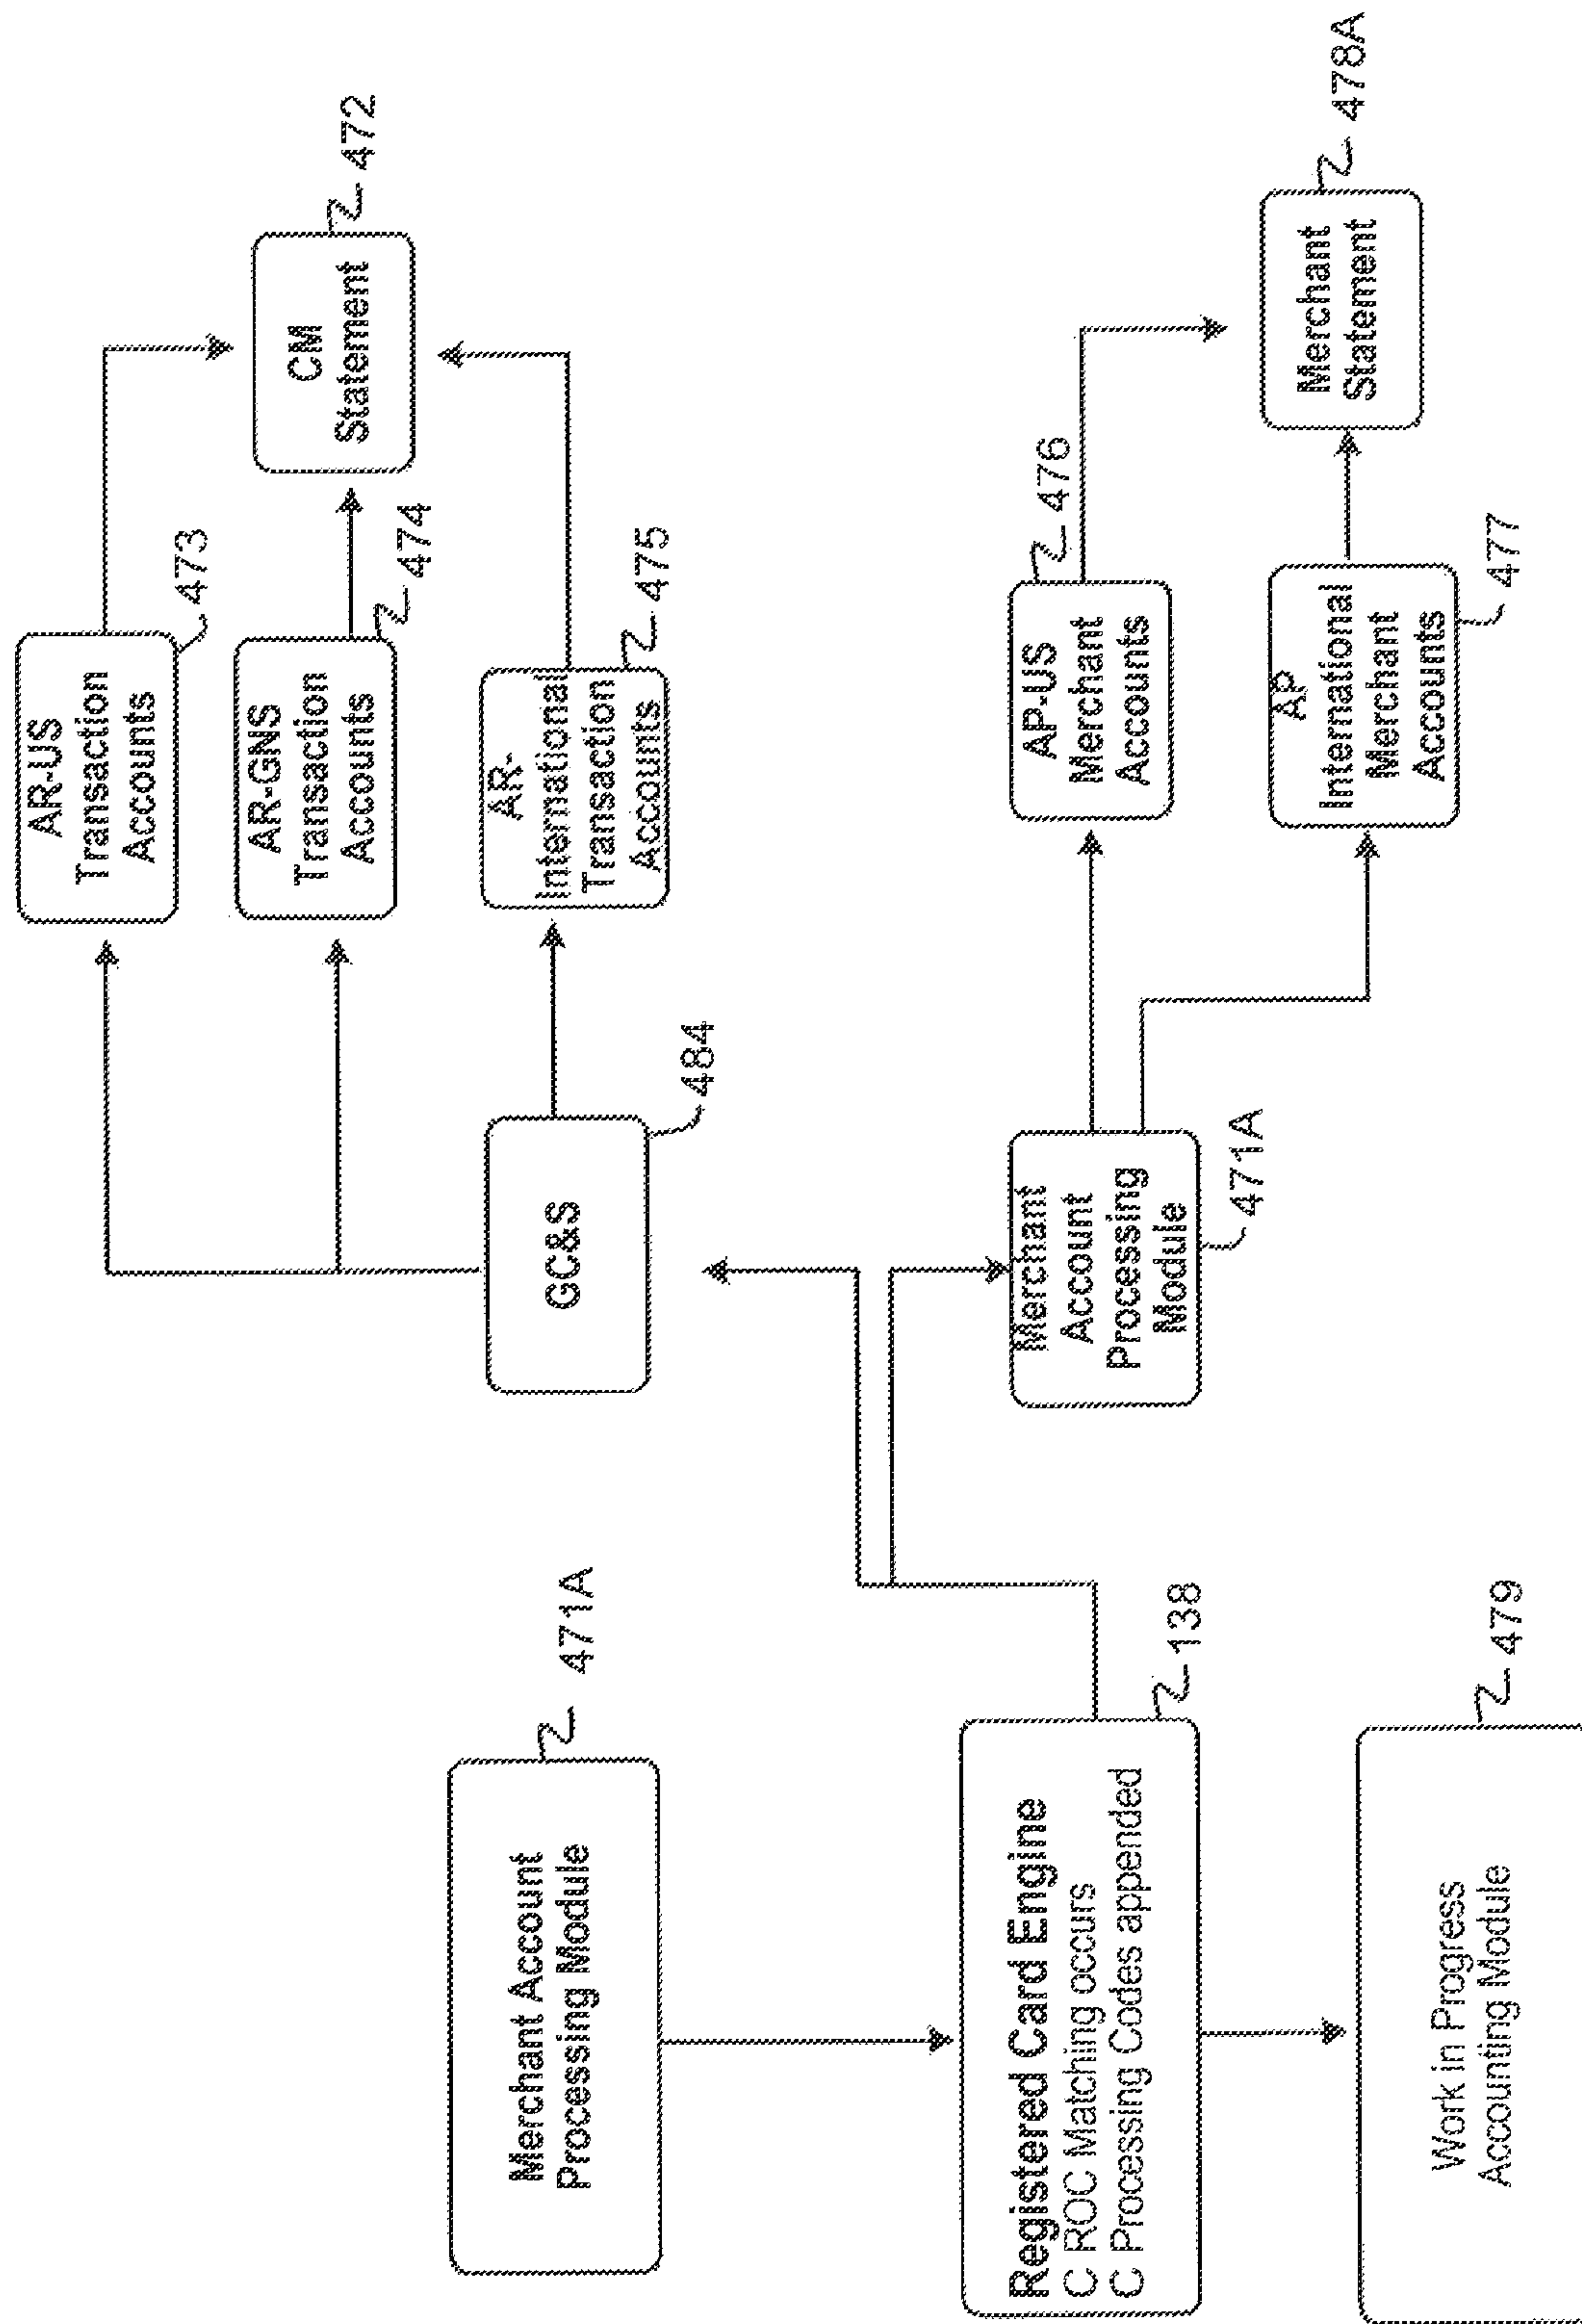 Merchant Account
Processing Module
471A
Registered Card Engine
C ROC Matching occurs
C Processing Codes appended
138
Work in Progress
Accounting Module
479
GC&S
484
Merchant
Account
Processing
Module
471A
AR-US
Transaction
Accounts
473
AR-GNS
Transaction
Accounts
474
AR-
International
Transaction
Accounts
475
CM
Statement
472
AP-US
Merchant
Accounts
476
AP
International
Merchant
Accounts
477
Merchant
Statement
478A